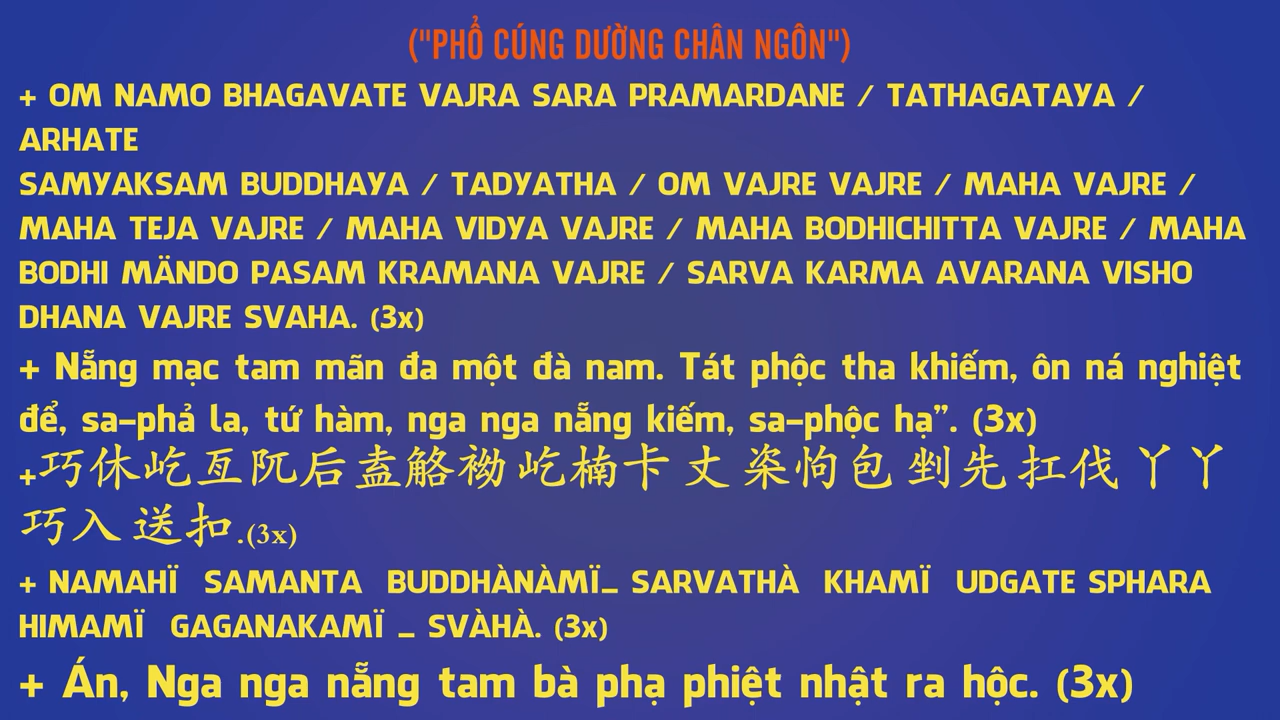 ("PHỔ CÚNG DƯỜNG CHÂN NGÔN")
+ OM NAMO BHAGAVATE VAJRA SARA PRAMARDANE / TATHAGATAYA /
ARHATE
SAMYAKSAM BUDDHAYA / TADYATHA / OM VAJRE VAJRE / MAHA VAJRE /
MAHA TEJA VAJRE / MAHA VIDYA VAJRE / MAHA BODHICHITTA VAJRE / MAHA
BODHI MÄNDO PASAM KRAMANA VAJRE / SARVA KARMA AVARANA VISHO
DHANA VAJRE SVAHA. (3x)
+ Nẵng mạc tam mãn đa một đà nam. Tát phộc tha khiếm, ôn ná nghiệt
để, sa-phả la, tứ hàm, nga nga nẵng kiếm, sa-phộc hạ”. (3x)
+巧休屹亙阢后盍觡袎屹楠卡丈粢怐包剉先扛伐丫丫
巧入送扣.(3x)
+ NAMAHÏ SAMANTA BUDDHÀNÀMÏ_ SARVATHÀ KHAMÏ UDGATE SPHARA
HIMAMÏ GAGANAKAMÏ _ SVÀHÀ. (3x)
+ Án, Nga nga nẵng tam bà phạ phiệt nhật ra hộc. (3x)